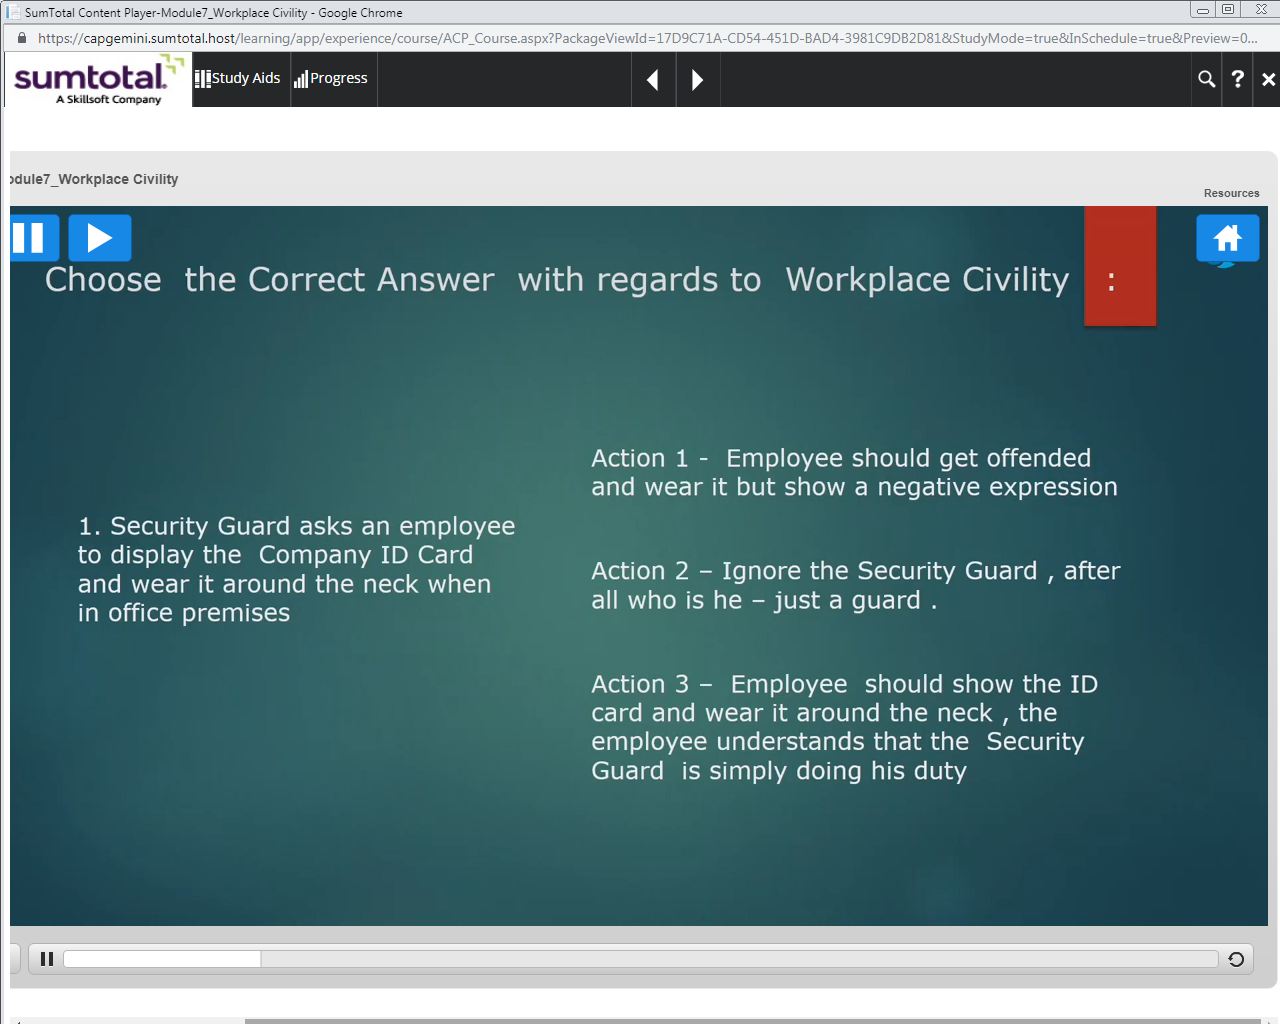 SumTotal Content Player-Module7_Workplace Civility - Google Chrome
https://capgemini.sumtotal.host/learning/app/experience/course/ACP_Course.aspx?PackageViewId=17D9C71A-CD54-451D-BAD4-3981C9DB2D81&StudyMode=true&InSchedule=true&Preview=0...
sumtotal.
A Skillsoft Company
Study Aids
Progress
?
odule7_Workplace Civility
Resources
Choose the Correct Answer with regards to Workplace Civility :
1. Security Guard asks an employee
to display the Company ID Card
and wear it around the neck when
in office premises
Action 1 - Employee should get offended
and wear it but show a negative expression
Action 2 – Ignore the Security Guard , after
all who is he – just a guard .
Action 3 – Employee should show the ID
card and wear it around the neck , the
employee understands that the Security
Guard is simply doing his duty